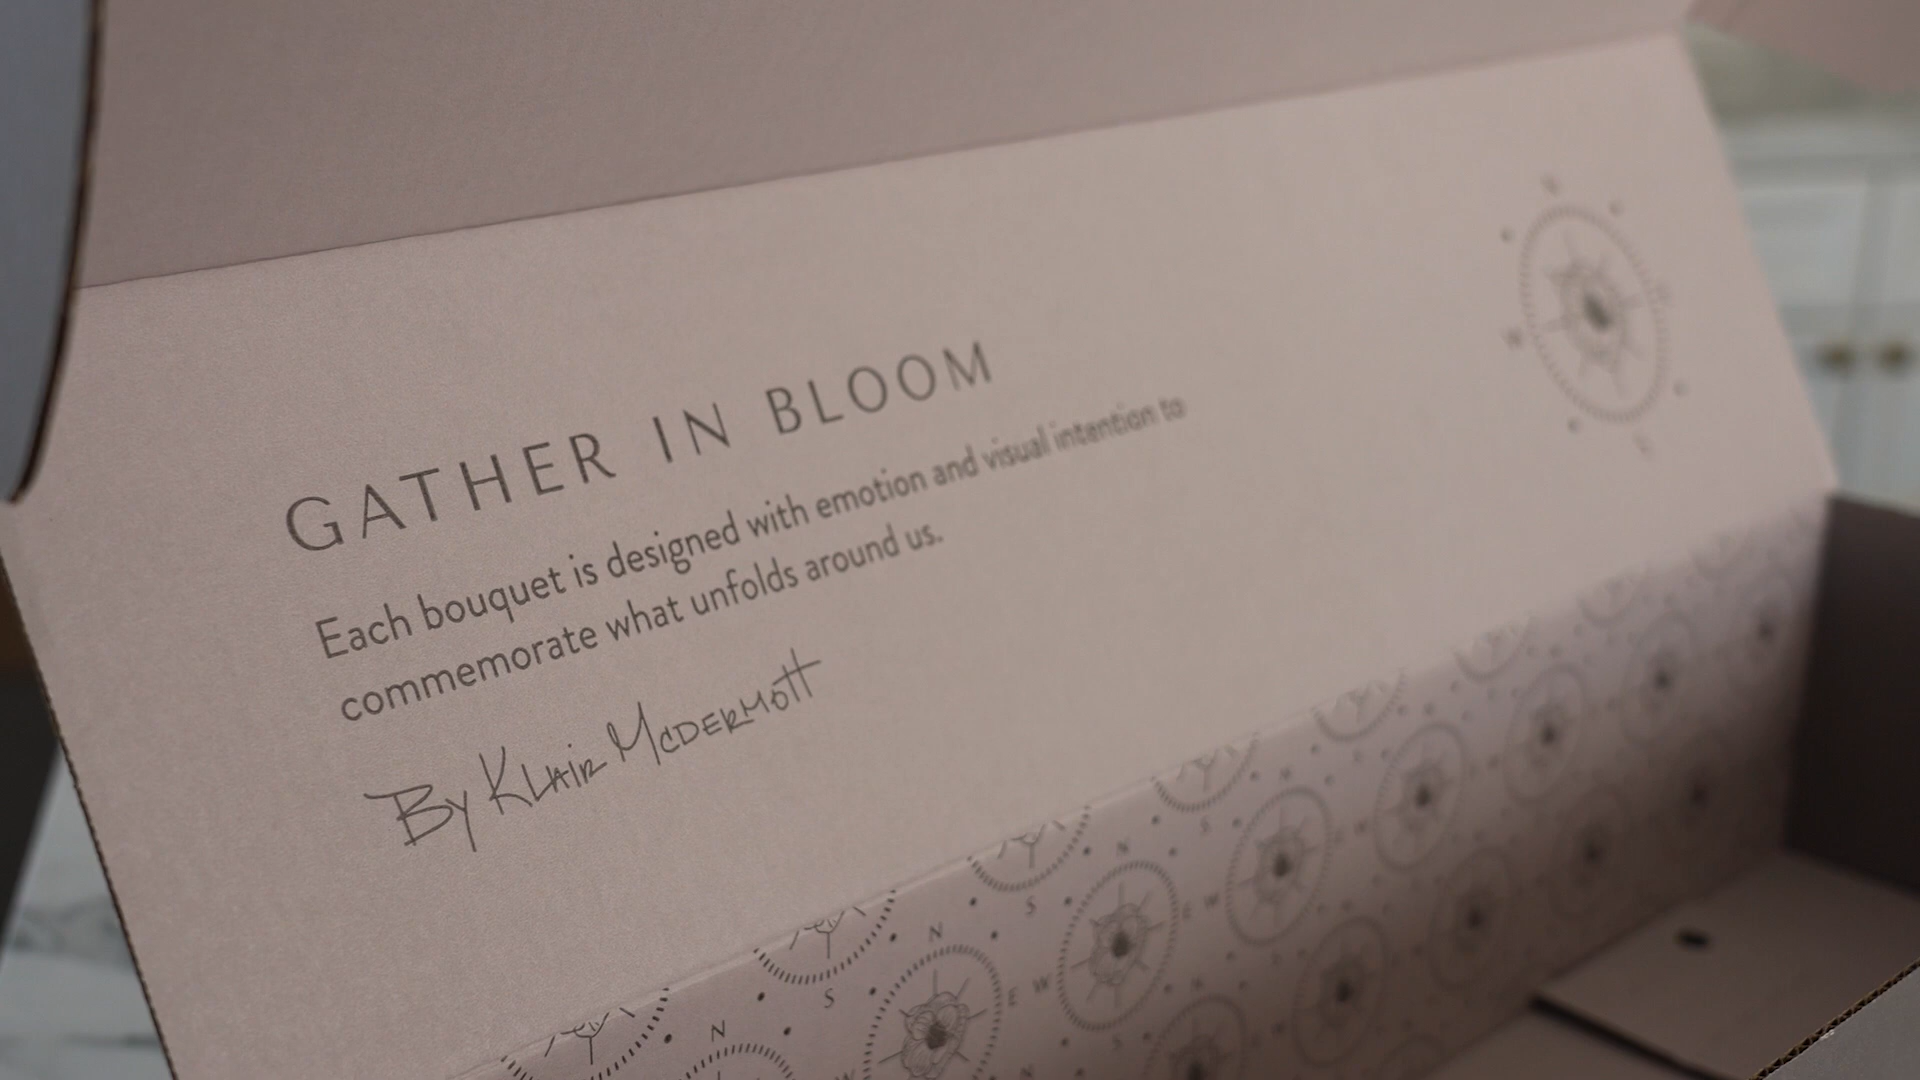 GATHER IN BLOOM
Each bouquet is designed with emotion and visual intention to
commemorate what unfolds around us.
By Klair McDermott
N
S
N
S
N
E
W
E
W
W
N